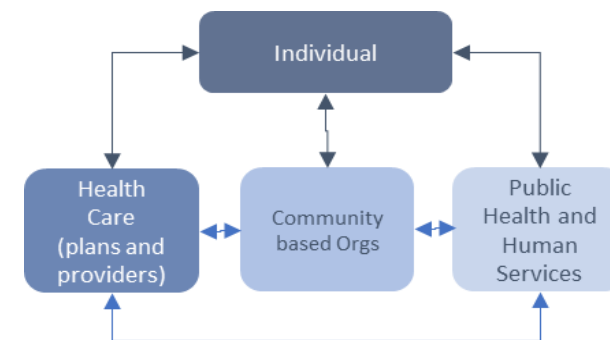 Individual
Health
Care
(plans and
providers)
Community
based Orgs
Public
Health and
Human
Services